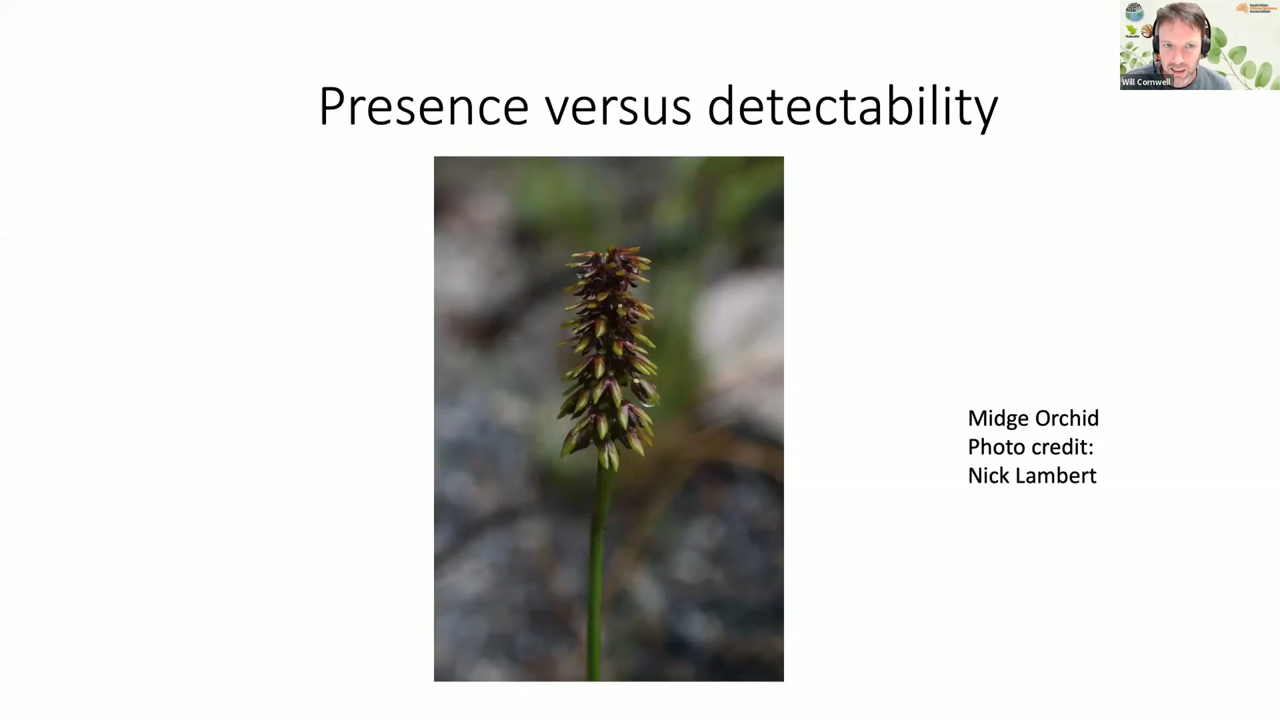 Presence versus detectability
Midge Orchid
Photo credit:
Nick Lambert
Will Cornwell